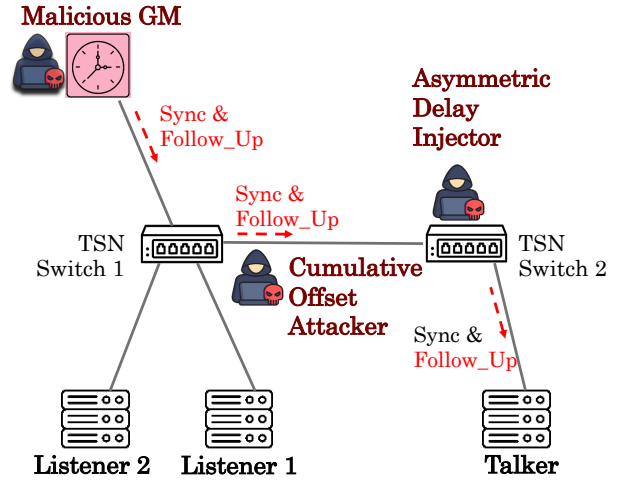 Malicious GM
Asymmetric
Delay
Injector
Sync &
Follow_Up
Sync &
Follow_Up
TSN
Switch 1
TSN
Switch 2
Cumulative
Offset
Attacker
Sync &
Follow_Up
Listener 2
Listener 1
Talker